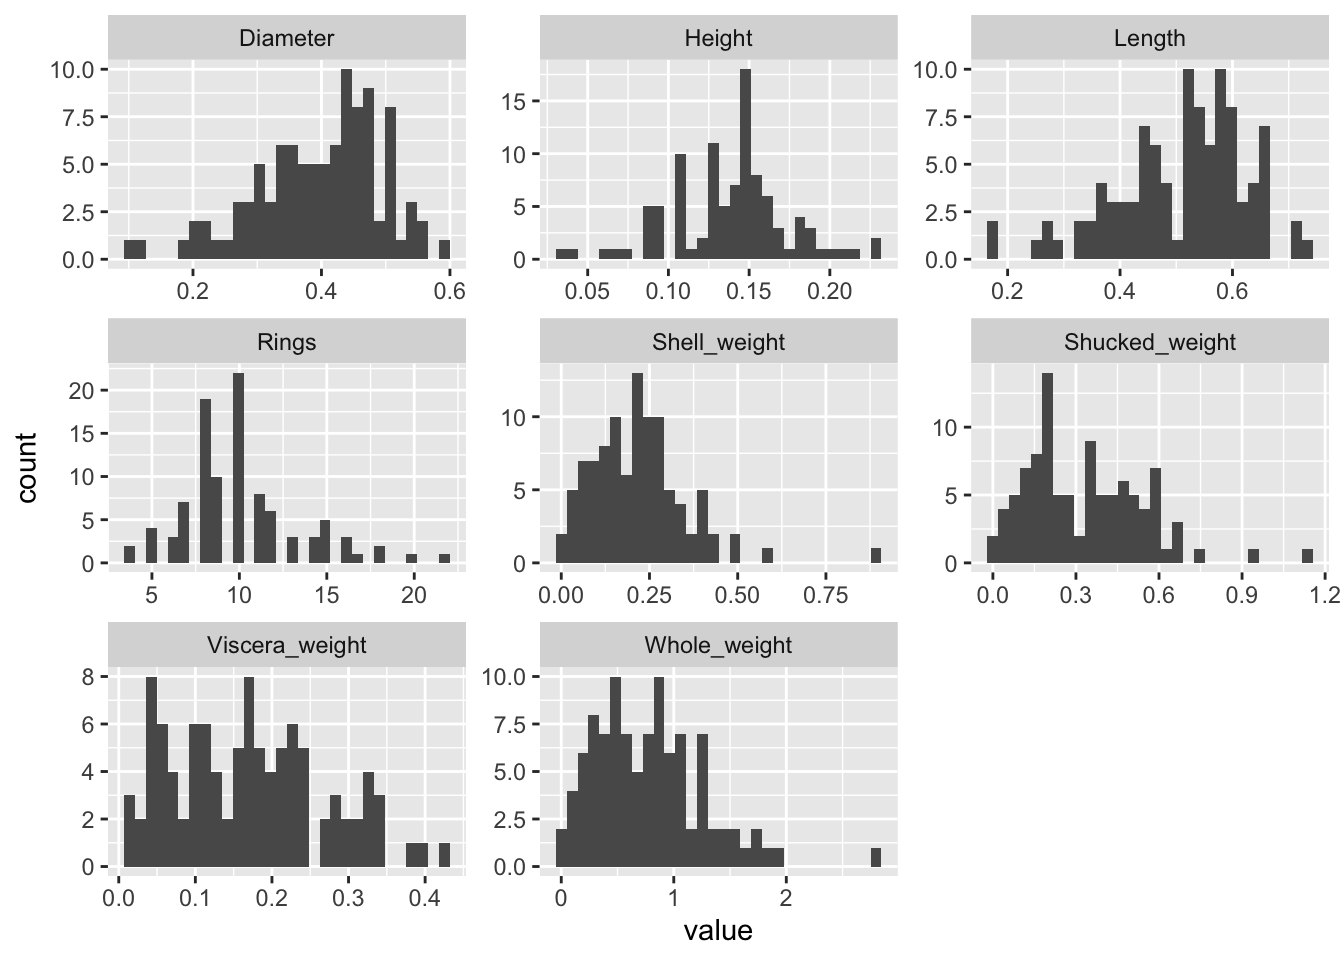 Diameter Height Length
10.0
7.5
5.0
2.5
0.0
0.2 0.4 0.6
15
10
5
0
0.05 0.10 0.15 0.20
10.0
7.5
5.0
2.5
0.0
0.2 0.4 0.6
Rings Shell_weight Shucked_weight
20
15
10
5
0
5 10 15 20
10
5
0
0.00 0.25 0.50 0.75
10
5
0
0.0 0.3 0.6 0.9 1.2
Viscera_weight Whole_weight
8
6
4
2
0
0.0 0.1 0.2 0.3 0.4
10.0
7.5
5.0
2.5
0.0
0 1 2
count
value